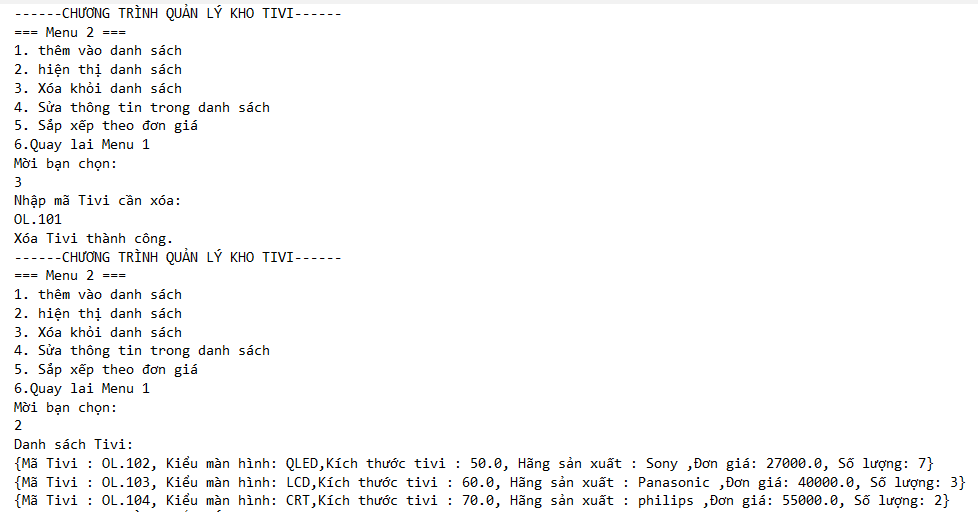 ------CHƯƠNG TRÌNH QUẢN LÝ KHO TIVI------
=== Menu 2 ===
1. thêm vào danh sách
2. hiện thị danh sách
3. Xóa khỏi danh sách
4. Sửa thông tin trong danh sách
5. Sắp xếp theo đơn giá
6.Quay lai Menu 1
Mời bạn chọn:
3
Nhập mã Tivi cần xóa:
OL.101
Xóa Tivi thành công.
------CHƯƠNG TRÌNH QUẢN LÝ KHO TIVI------
=== Menu 2 ===
1. thêm vào danh sách
2. hiện thị danh sách
3. Xóa khỏi danh sách
4. Sửa thông tin trong danh sách
5. Sắp xếp theo đơn giá
6.Quay lai Menu 1
Mời bạn chọn:
2
Danh sách Tivi:
{Mã Tivi : OL.102, Kiểu màn hình: QLED,Kích thước tivi : 50.0, Hãng sản xuất : Sony ,Đơn giá: 27000.0, Số lượng: 7}
{Mã Tivi : OL.103, Kiểu màn hình: LCD,Kích thước tivi : 60.0, Hãng sản xuất : Panasonic ,Đơn giá: 40000.0, Số lượng: 3}
{Mã Tivi : OL.104, Kiểu màn hình: CRT,Kích thước tivi : 70.0, Hãng sản xuất : philips ,Đơn giá: 55000.0, Số lượng: 2}